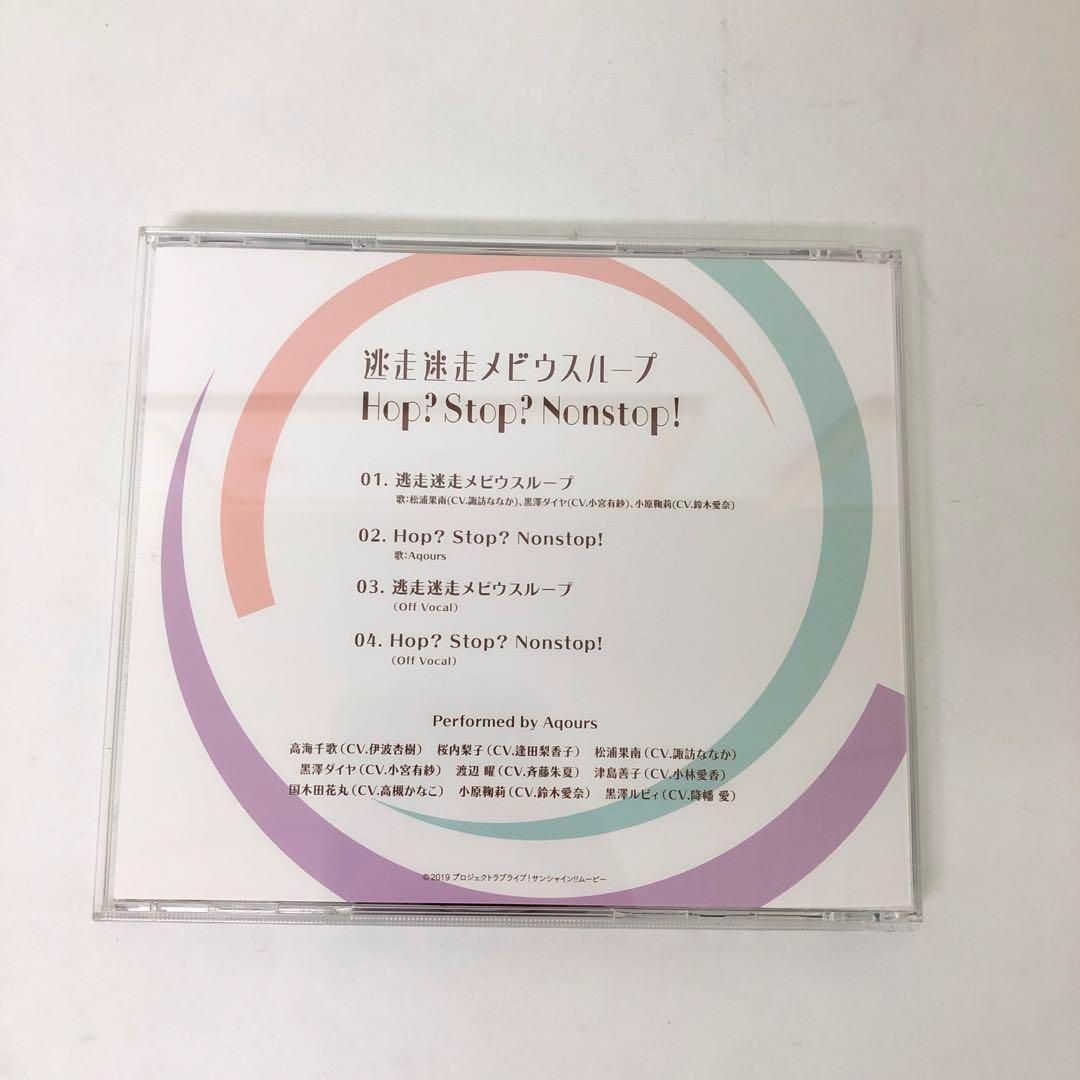 逃走迷走メビウスループ
Hop? Stop? Nonstop!
01. 逃走迷走メビウスループ
歌:松浦果南(CV.諏訪ななか)、黒澤ダイヤ(CV.小宮有紗)、小原鞠莉(CV.鈴木愛奈)
02. Hop? Stop? Nonstop!
歌:Aqours
03. 逃走迷走メビウスループ
(Off Vocal)
04. Hop? Stop? Nonstop!
(Off Vocal)
Performed by Aqours
高海千歌(CV.伊波杏樹) 桜内梨子(CV.逢田梨香子) 松浦果南(CV.諏訪ななか)
黒澤ダイヤ(CV.小宮有紗) 渡辺 曜(CV.斉藤朱夏) 津島善子(CV.小林愛香)
国木田花丸(CV.高槻かなこ) 小原鞠莉(CV.鈴木愛奈) 黒澤ルビィ(CV.降幡 愛)
©2019 プロジェクトラブライブ!サンシャイン!!ムービー